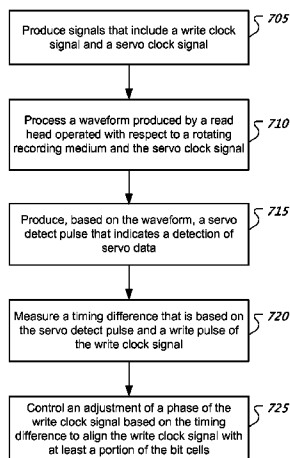 Produce signals that include a write clock
signal and a servo clock signal
705
Process a waveform produced by a read
head operated with respect to a rotating
recording medium and the servo clock signal
710
Produce, based on the waveform, a servo
detect pulse that indicates a detection of
servo data
715
Measure a timing difference that is based on
the servo detect pulse and a write pulse of
the write clock signal
720
Control an adjustment of a phase of the
write clock signal based on the timing
difference to align the write clock signal with
at least a portion of the bit cells
725